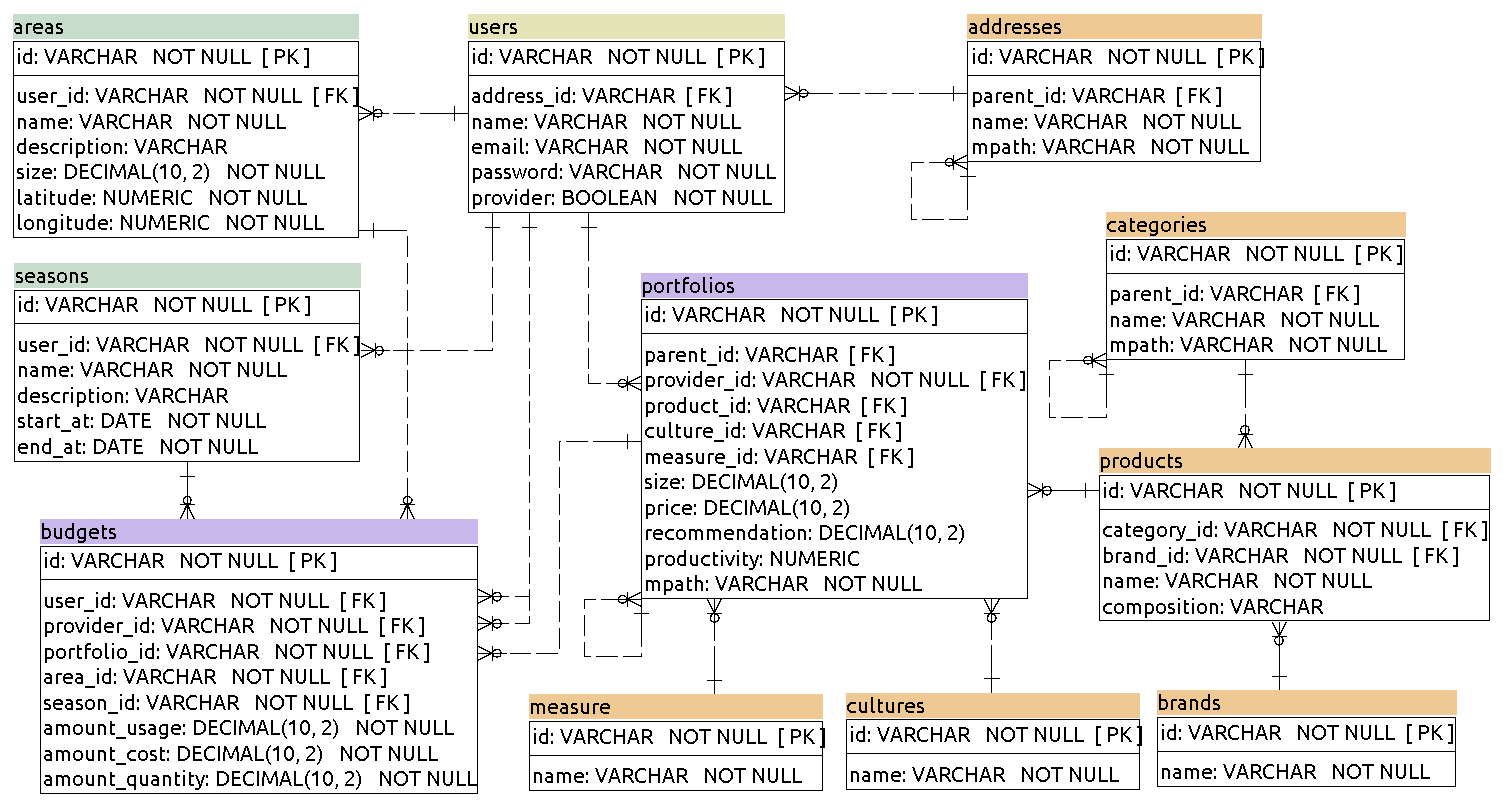 areas
id: VARCHAR NOT NULL [ PK ]
user_id: VARCHAR NOT NULL [ FK ]
name: VARCHAR NOT NULL
description: VARCHAR
size: DECIMAL(10, 2) NOT NULL
latitude: NUMERIC NOT NULL
longitude: NUMERIC NOT NULL
users
id: VARCHAR NOT NULL [ PK ]
address_id: VARCHAR [ FK ]
name: VARCHAR NOT NULL
email: VARCHAR NOT NULL
password: VARCHAR NOT NULL
provider: BOOLEAN NOT NULL
addresses
id: VARCHAR NOT NULL [ PK ]
parent_id: VARCHAR [ FK ]
name: VARCHAR NOT NULL
mpath: VARCHAR NOT NULL
categories
id: VARCHAR NOT NULL [ PK ]
parent_id: VARCHAR [ FK ]
name: VARCHAR NOT NULL
mpath: VARCHAR NOT NULL
seasons
id: VARCHAR NOT NULL [ PK ]
user_id: VARCHAR NOT NULL [ FK ]
name: VARCHAR NOT NULL
description: VARCHAR
start_at: DATE NOT NULL
end_at: DATE NOT NULL
portfolios
id: VARCHAR NOT NULL [ PK ]
parent_id: VARCHAR [ FK ]
provider_id: VARCHAR NOT NULL [ FK ]
product_id: VARCHAR [ FK ]
culture_id: VARCHAR [ FK ]
measure_id: VARCHAR [ FK ]
size: DECIMAL(10, 2)
price: DECIMAL(10, 2)
recommendation: DECIMAL(10, 2)
productivity: NUMERIC
mpath: VARCHAR NOT NULL
products
id: VARCHAR NOT NULL [ PK ]
category_id: VARCHAR NOT NULL [ FK ]
brand_id: VARCHAR NOT NULL [ FK ]
name: VARCHAR NOT NULL
composition: VARCHAR
budgets
id: VARCHAR NOT NULL [ PK ]
user_id: VARCHAR NOT NULL [ FK ]
provider_id: VARCHAR NOT NULL [ FK ]
portfolio_id: VARCHAR NOT NULL [ FK ]
area_id: VARCHAR NOT NULL [ FK ]
season_id: VARCHAR NOT NULL [ FK ]
amount_usage: DECIMAL(10, 2) NOT NULL
amount_cost: DECIMAL(10, 2) NOT NULL
amount_quantity: DECIMAL(10, 2) NOT NULL
measure
id: VARCHAR NOT NULL [ PK ]
name: VARCHAR NOT NULL
cultures
id: VARCHAR NOT NULL [ PK ]
name: VARCHAR NOT NULL
brands
id: VARCHAR NOT NULL [ PK ]
name: VARCHAR NOT NULL